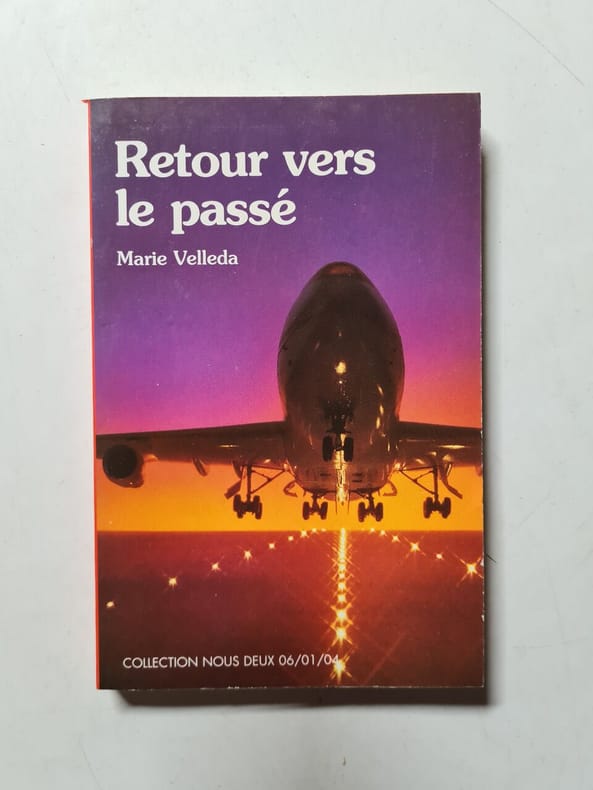 Retour vers
le passé
Marie Velleda
COLLECTION NOUS DEUX 06/01/04